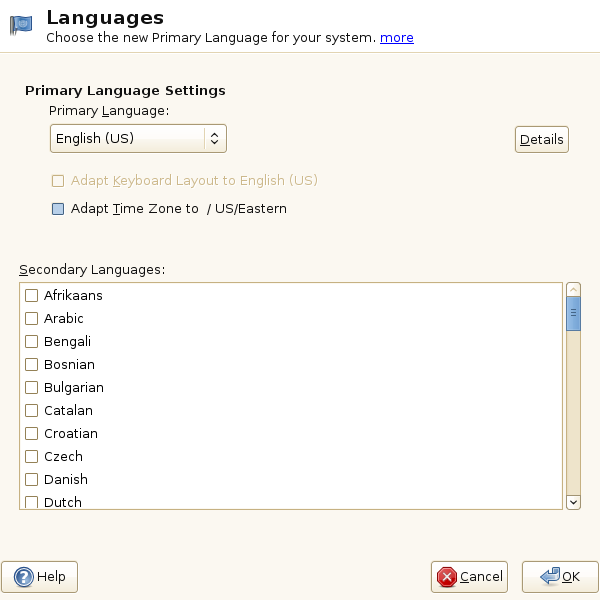 Languages
Choose the new Primary Language for your system. more
Primary Language Settings
Primary Language:
English (US)
Details
Adapt Keyboard Layout to English (US)
Adapt Time Zone to / US/Eastern
Secondary Languages:
Afrikaans
Arabic
Bengali
Bosnian
Bulgarian
Catalan
Croatian
Czech
Danish
Dutch
Help
Cancel
OK